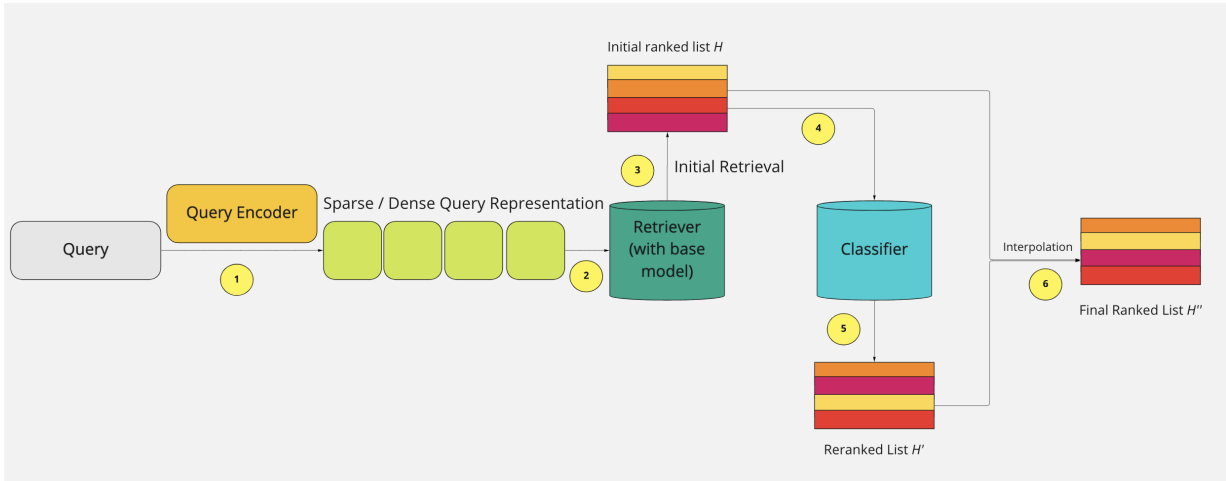 Initial ranked list H
4
3
Initial Retrieval
Query Encoder
Sparse / Dense Query Representation
Query
1
2
Retriever
(with base
model)
Classifier
Interpolation
6
Final Ranked List H''
5
Reranked List H'